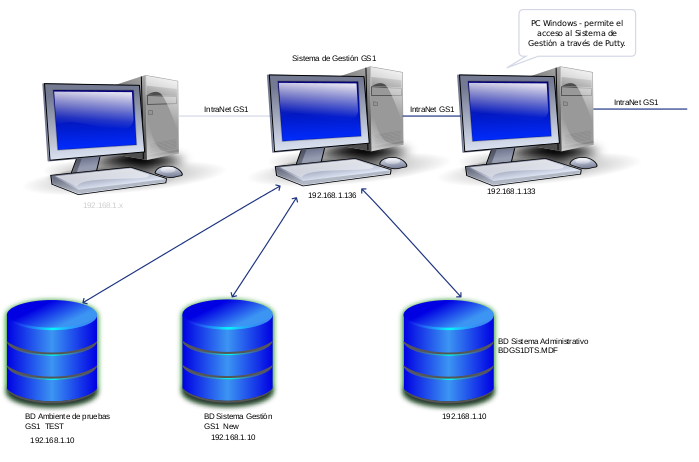 PC Windows - permite el
acceso al Sistema de
Gestión a través de Putty.
Sistema de Gestión GS1
IntraNet GS1
IntraNet GS1
IntraNet GS1
192.168.1.x
192.168.1.136
192.168.1.133
BD Sistema Administrativo
BDGS1DTS.MDF
BD Ambiente de pruebas
GS1 TEST
192.168.1.10
BD Sistema Gestión
GS1 New
192.168.1.10
192.168.1.10